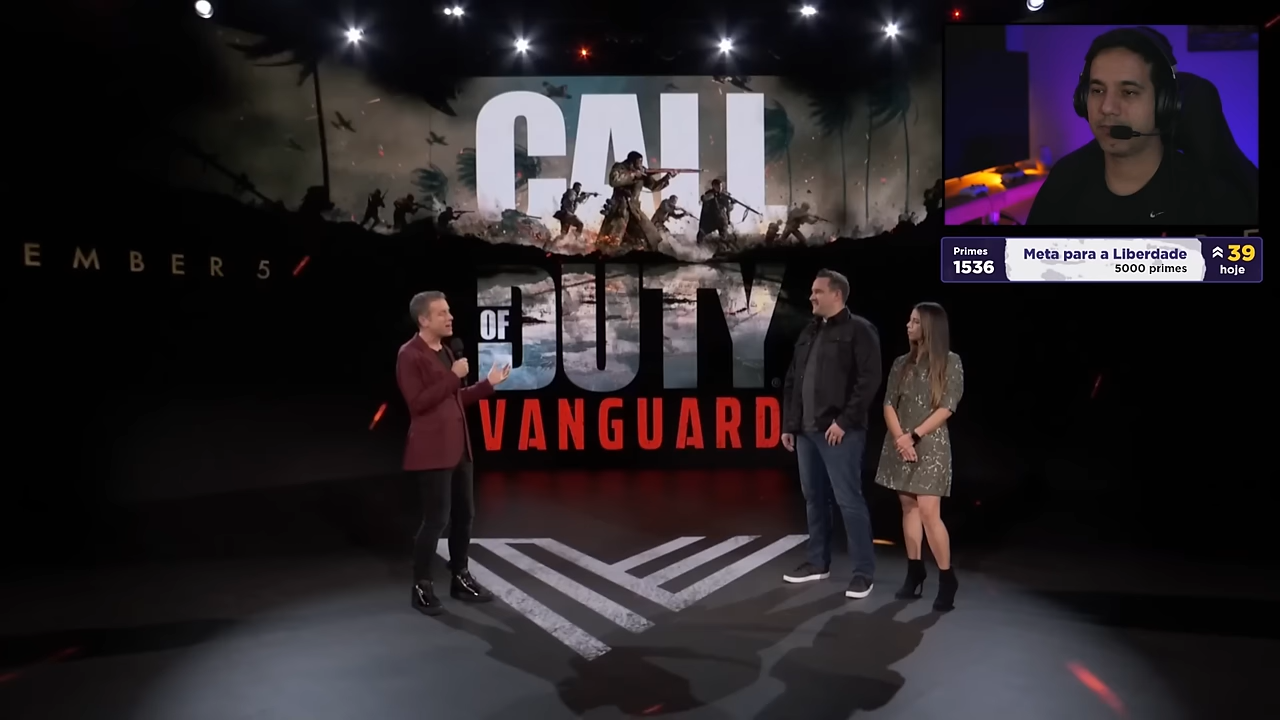 CALL
OF DUTY
VANGUARD
EMBER 5
Primes
1536
Meta para a Liberdade
5000 primes
39
hoje